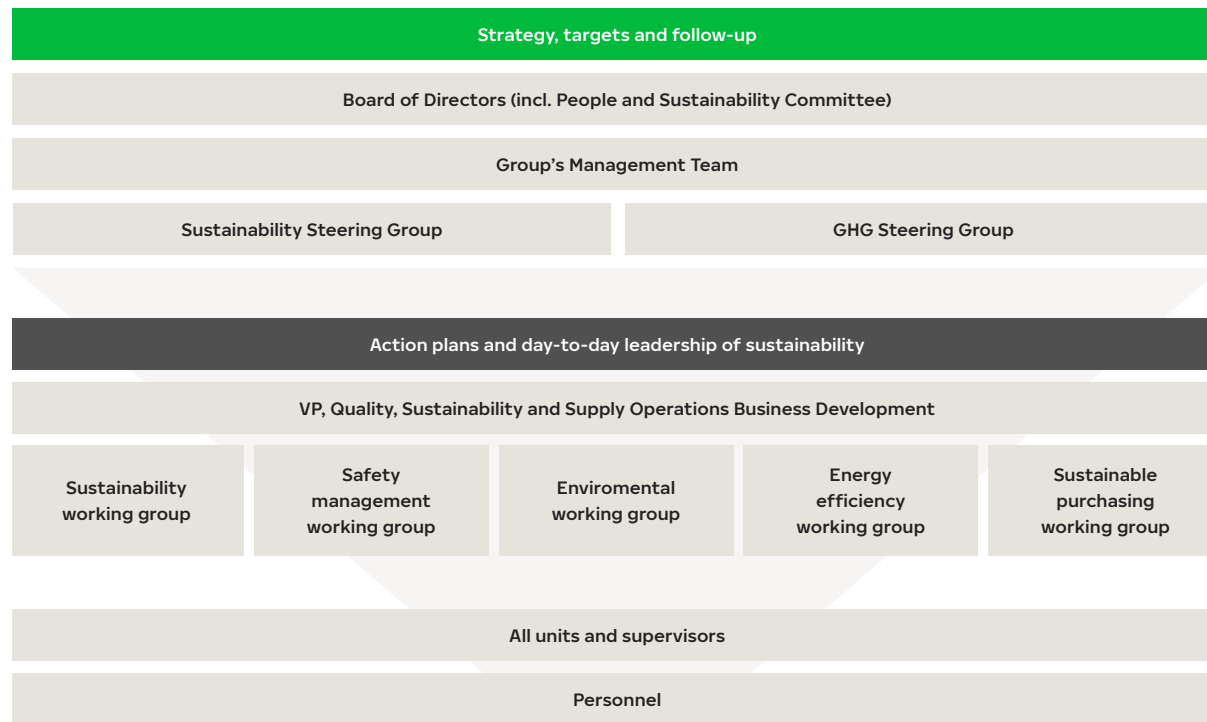 Strategy, targets and follow-up
Board of Directors (incl. People and Sustainability Committee)
Group’s Management Team
Sustainability Steering Group
GHG Steering Group
Action plans and day-to-day leadership of sustainability
VP, Quality, Sustainability and Supply Operations Business Development
Sustainability
working group
Safety
management
working group
Enviromental
working group
Energy
efficiency
working group
Sustainable
purchasing
working group
All units and supervisors
Personnel